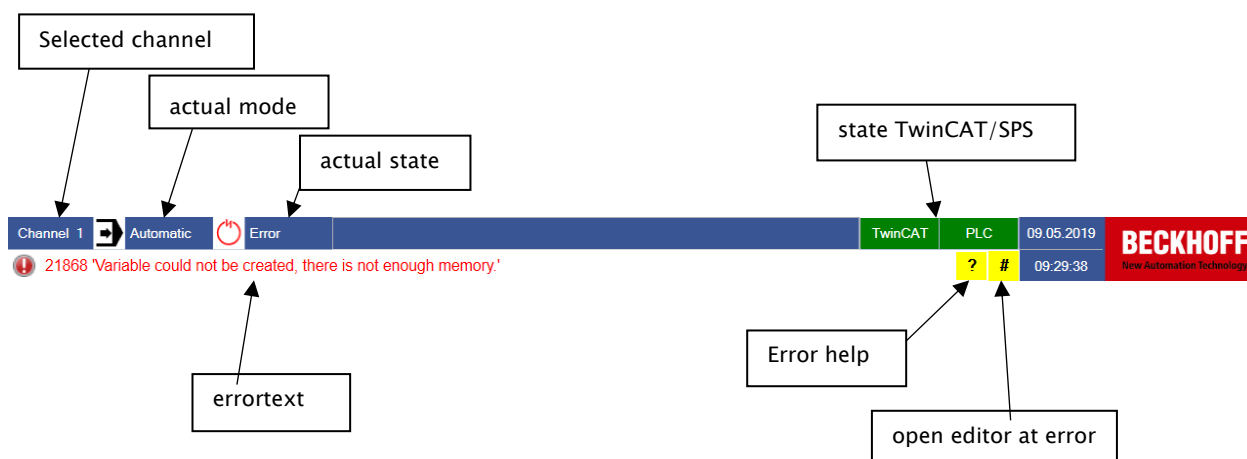 Selected channel
actual mode
actual state
state TwinCAT/SPS
Channel 1 Automatic Error TwinCAT PLC 09.05.2019 BECKHOFF
New Automation Technology
21868 'Variable could not be created, there is not enough memory.' ? # 09:29:38
Error help
errortext
open editor at error